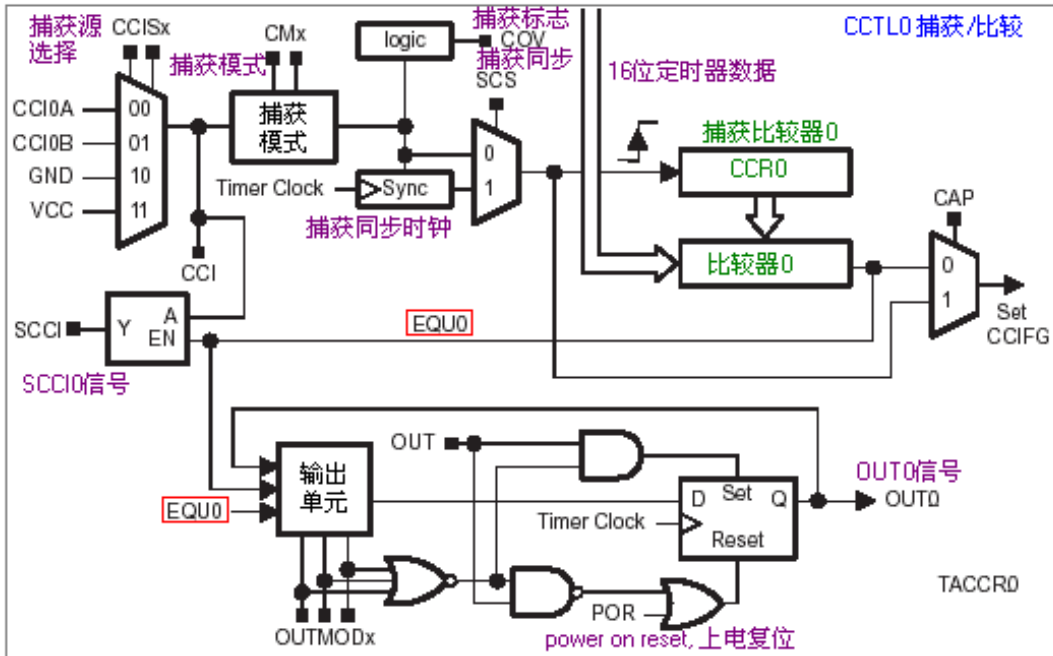 捕获源
选择
CCISx
捕获模式
CMx
logic
捕获标志
COV
捕获同步
SCS
16位定时器数据
CCTL0 捕获/比较
CCI0A
CCI0B
GND
VCC
00
01
10
11
捕获
模式
Timer Clock
Sync
捕获同步时钟
0
1
捕获比较器0
CCR0
比较器0
CAP
0
1
Set
CCIFG
CCI
SCCI
Y
A
EN
SCCI0信号
EQU0
OUT
输出
单元
EQU0
D
Set
Q
Timer Clock
Reset
OUT0信号
OUT0
OUTMODx
POR
power on reset, 上电复位
TACCR0